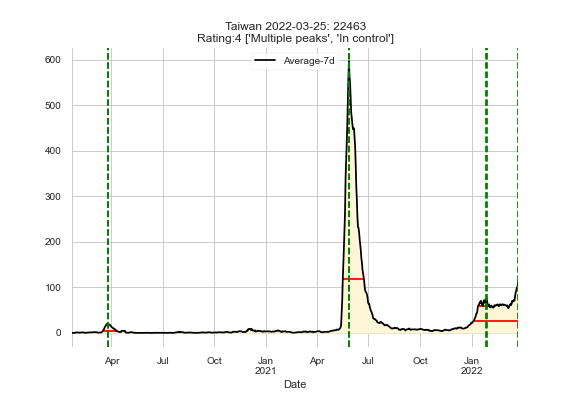 Taiwan 2022-03-25: 22463
Rating:4 ['Multiple peaks', 'In control']
Average-7d
600
500
400
300
200
100
0
Apr Jul Oct Jan Apr Jul Oct Jan
2021 2022
Date